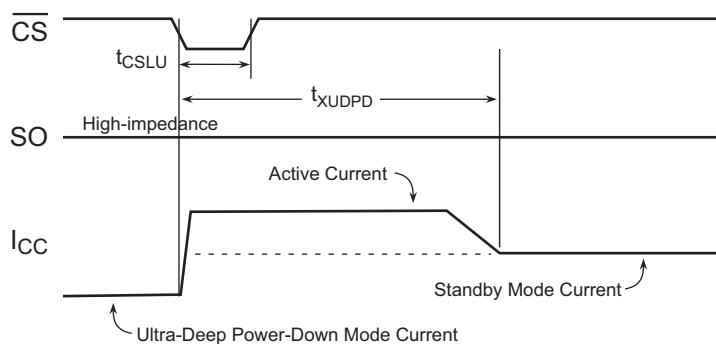 CS
tCSLU
tXUDPD
High-impedance
SO
Active Current
ICC
Standby Mode Current
Ultra-Deep Power-Down Mode Current